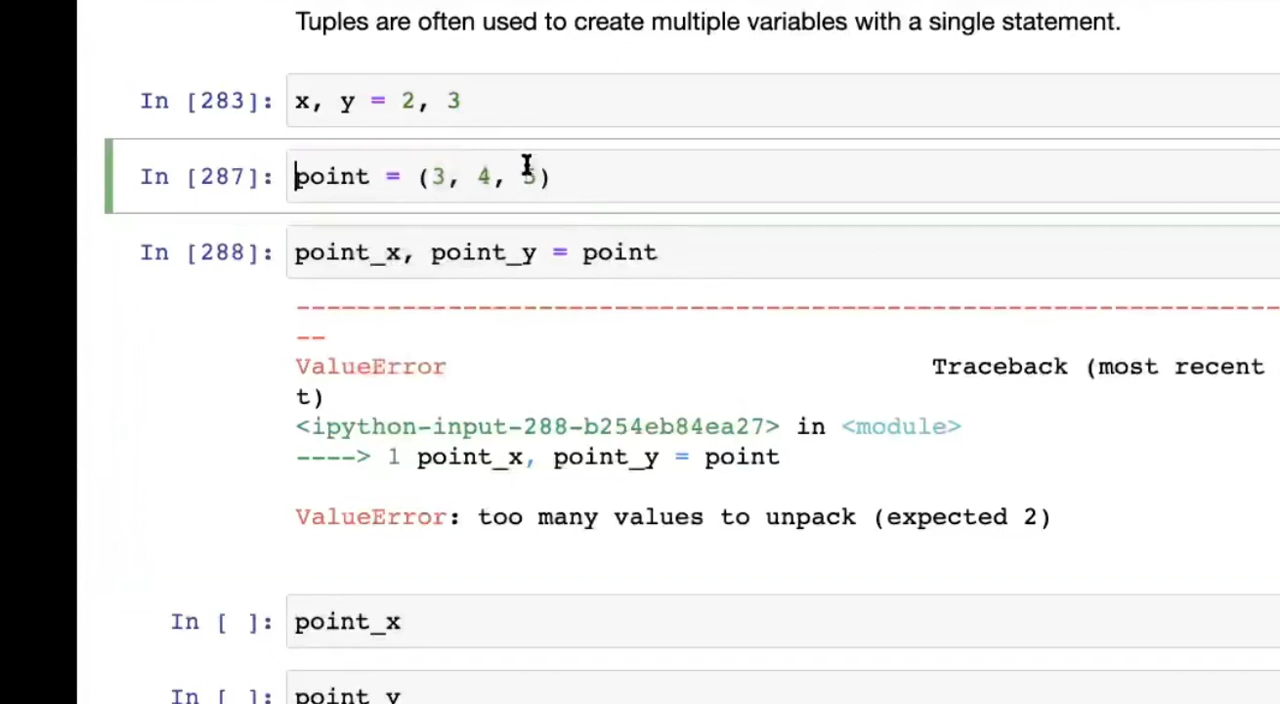 Tuples are often used to create multiple variables with a single statement.
In [283]: x, y = 2, 3
In [287]: point = (3, 4, 5)
In [288]: point_x, point_y = point
---------------------------------------------------------------------------
--
ValueError Traceback (most recent
t)
<ipython-input-288-b254eb84ea27> in <module>
----> 1 point_x, point_y = point
ValueError: too many values to unpack (expected 2)
In [ ]: point_x
In [ ]: point_y